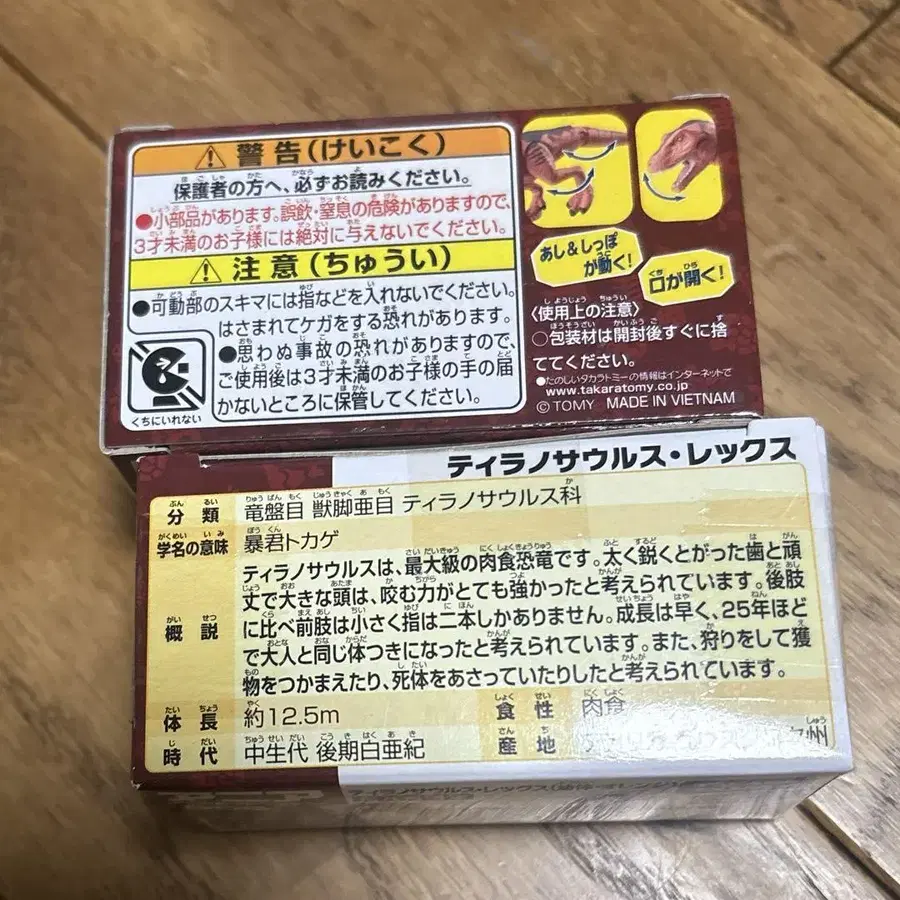 警告(けいこく)
保護者の方へ、必ずお読みください。
●小部品があります。誤飲・窒息の危険がありますので、
3才未満のお子様には絶対に与えないでください。
注意(ちゅうい)
●可動部のスキマには指などを入れないでください。
はさまれてケガをする恐れがあります。
●思わぬ事故の恐れがありますので、
ご使用後は3才未満のお子様の手の届
かないところに保管してください。
くちにいれない
あし&しっぽ
が動く!
口が開く!
〈使用上の注意〉
○包装材は開封後すぐに捨
ててください。
●たのしいタカラトミーの情報はインターネットで
www.takaratomy.co.jp
© TOMY MADE IN VIETNAM
ティラノサウルス・レックス
分類 竜盤目 獣脚亜目 ティラノサウルス科
学名の意味 暴君トカゲ
概説
ティラノサウルスは、最大級の肉食恐竜です。太く鋭くとがった歯と頑
丈で大きな頭は、咬む力がとても強かったと考えられています。後肢
に比べ前肢は小さく指は二本しかありません。成長は早く、25年ほど
で大人と同じ体つきになったと考えられています。また、狩りをして獲
物をつかまえたり、死体をあさっていたりしたと考えられています。
体長 約12.5m 食性 肉食
時代 中生代 後期白亜紀 産地 州